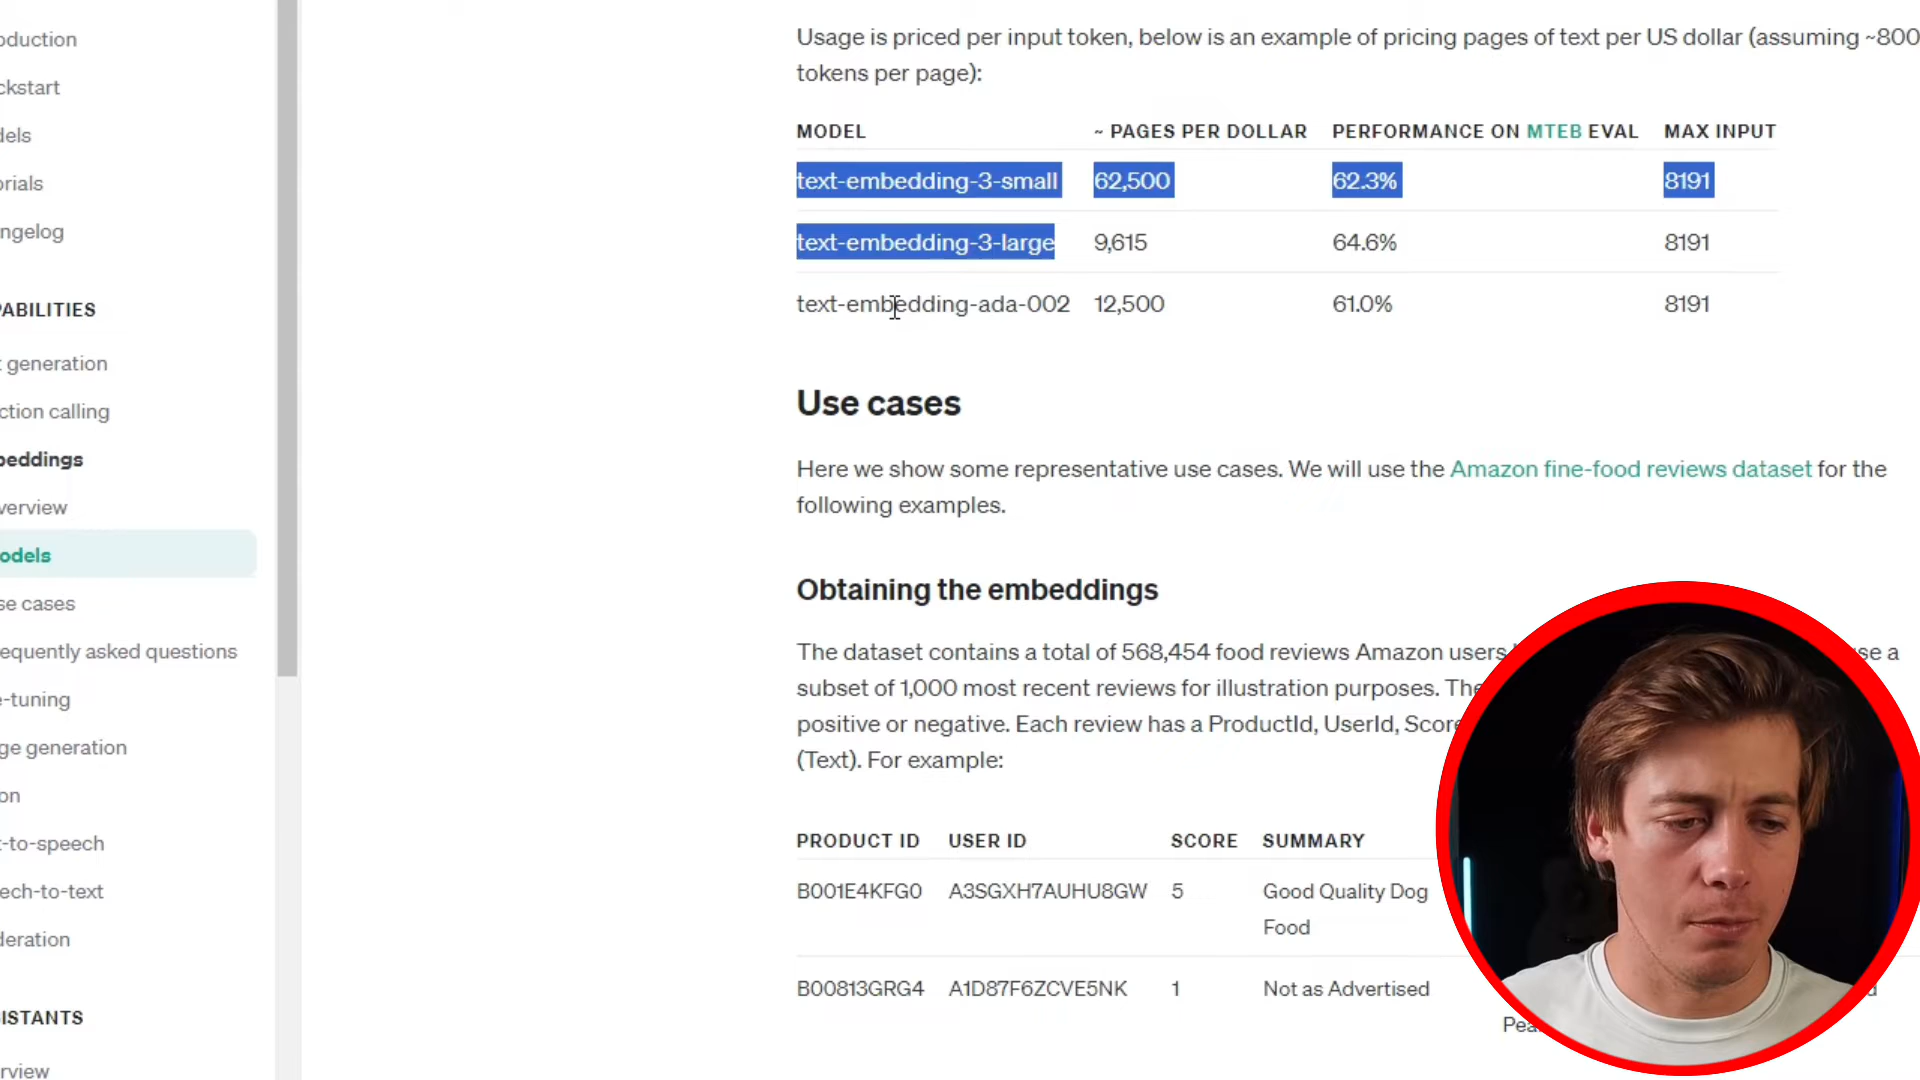 oduction
ckstart
dels
orials
ngelog
PABILITIES
t generation
ction calling
beddings
verview
odels
se cases
equently asked questions
e-tuning
ge generation
on
t-to-speech
ech-to-text
deration
ISTANTS
rview
Usage is priced per input token, below is an example of pricing pages of text per US dollar (assuming ~800
tokens per page):
MODEL ~ PAGES PER DOLLAR PERFORMANCE ON MTEB EVAL MAX INPUT
text-embedding-3-small 62,500 62.3% 8191
text-embedding-3-large 9,615 64.6% 8191
text-embedding-ada-002 12,500 61.0% 8191
Use cases
Here we show some representative use cases. We will use the Amazon fine-food reviews dataset for the
following examples.
Obtaining the embeddings
The dataset contains a total of 568,454 food reviews Amazon users se a
subset of 1,000 most recent reviews for illustration purposes. The
positive or negative. Each review has a ProductId, UserId, Score
(Text). For example:
PRODUCT ID USER ID SCORE SUMMARY
B001E4KFG0 A3SGXH7AUHU8GW 5 Good Quality Dog
Food
B00813GRG4 A1D87F6ZCVE5NK 1 Not as Advertised
Pea